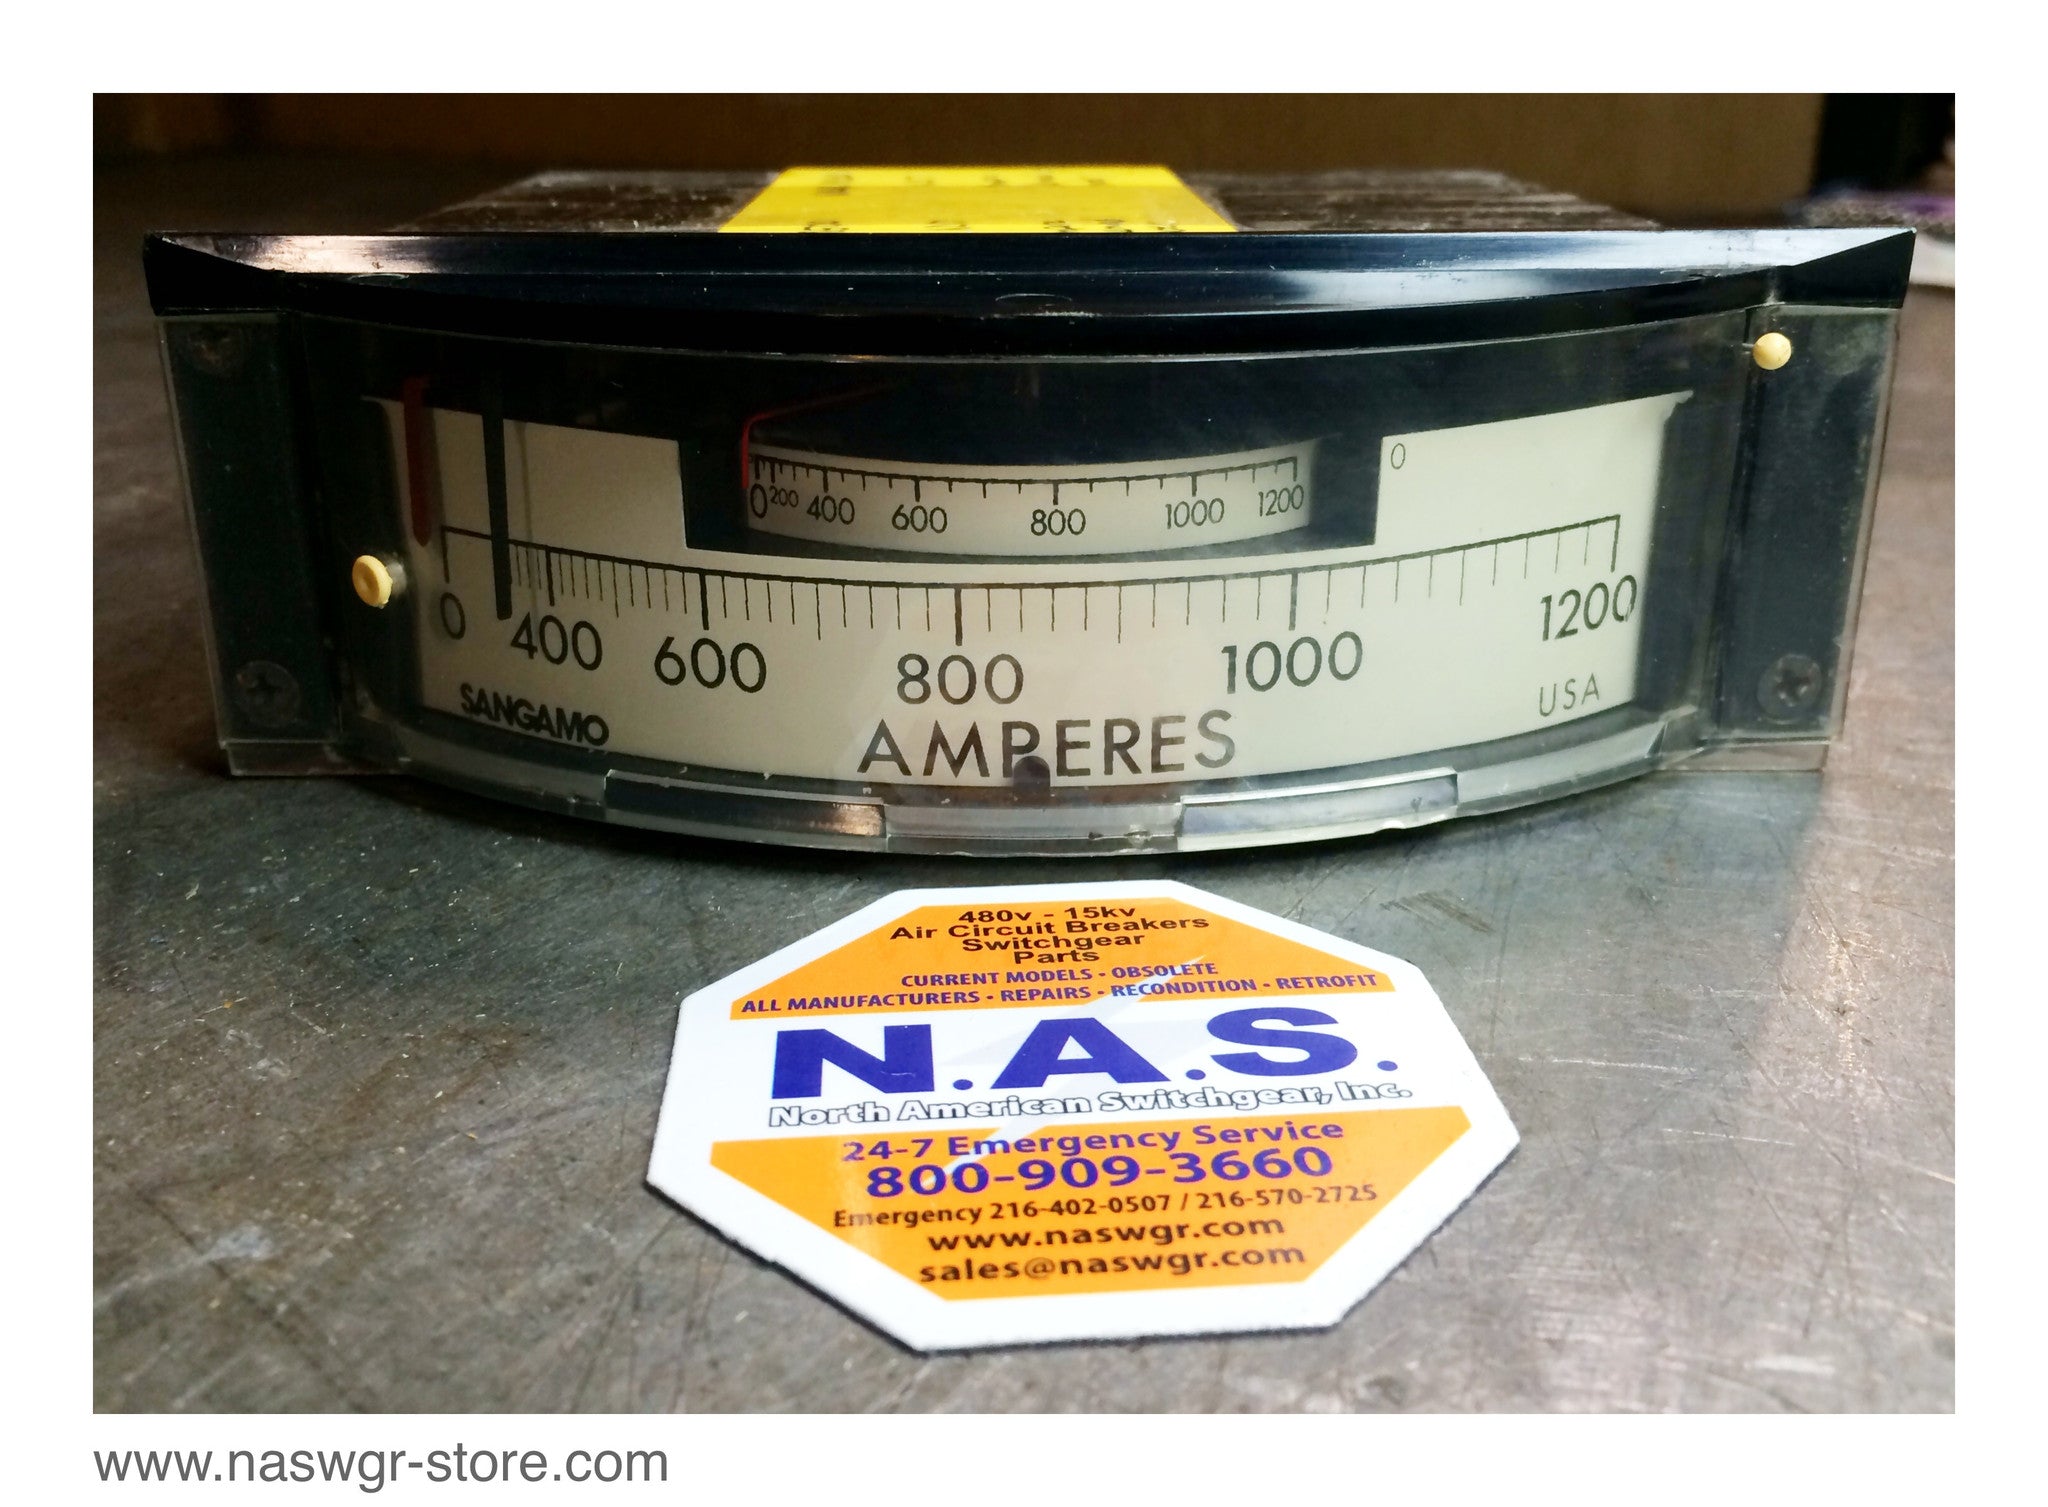 0 200 400 600 800 1000 1200
0
0 400 600 800 1000 1200
SANGAMO
AMPERES
USA
480v - 15kv
Air Circuit Breakers
Switchgear
Parts
CURRENT MODELS - OBSOLETE
ALL MANUFACTURERS - REPAIRS - RECONDITION - RETROFIT
N.A.S.
North American Switchgear, Inc.
24-7 Emergency Service
800-909-3660
Emergency 216-402-0507 / 216-570-2725
www.naswgr.com
sales@naswgr.com
www.naswgr-store.com